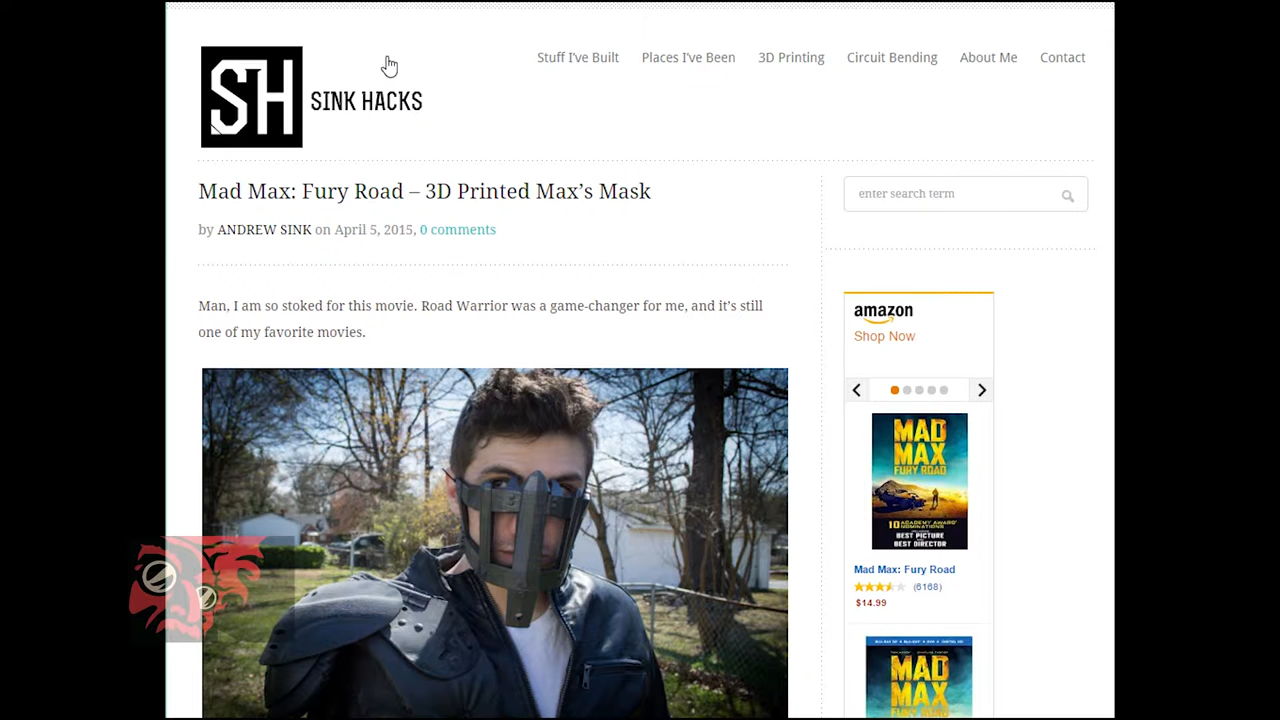 SH
SINK HACKS
Stuff I've Built
Places I've Been
3D Printing
Circuit Bending
About Me
Contact
Mad Max: Fury Road – 3D Printed Max's Mask
by ANDREW SINK on April 5, 2015, 0 comments
Man, I am so stoked for this movie. Road Warrior was a game-changer for me, and it's still
one of my favorite movies.
enter search term
amazon
Shop Now
MAD
MAX
FURY ROAD
10 ACADEMY AWARD
NOMINATIONS
BEST PICTURE
BEST DIRECTOR
Mad Max: Fury Road
(6168)
$14.99
MAD
MAX